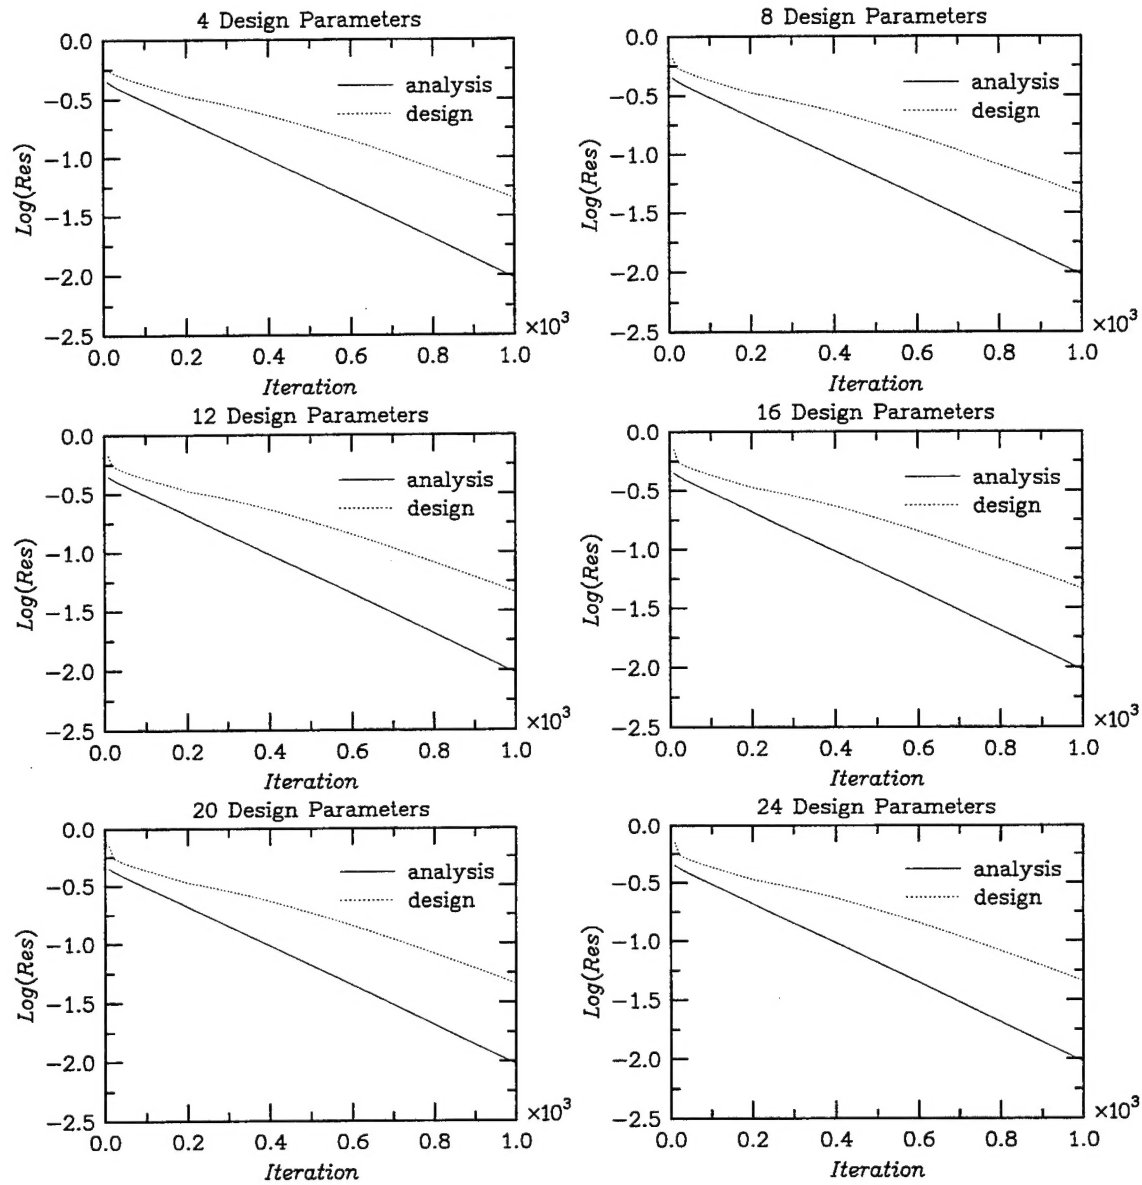 4 Design Parameters
0.0
−0.5
−1.0
−1.5
−2.0
−2.5
Log(Res)
analysis
design
0.0 0.2 0.4 0.6 0.8 1.0
×10³
Iteration
8 Design Parameters
0.0
−0.5
−1.0
−1.5
−2.0
−2.5
Log(Res)
analysis
design
0.0 0.2 0.4 0.6 0.8 1.0
×10³
Iteration
12 Design Parameters
0.0
−0.5
−1.0
−1.5
−2.0
−2.5
Log(Res)
analysis
design
0.0 0.2 0.4 0.6 0.8 1.0
×10³
Iteration
16 Design Parameters
0.0
−0.5
−1.0
−1.5
−2.0
−2.5
Log(Res)
analysis
design
0.0 0.2 0.4 0.6 0.8 1.0
×10³
Iteration
20 Design Parameters
0.0
−0.5
−1.0
−1.5
−2.0
−2.5
Log(Res)
analysis
design
0.0 0.2 0.4 0.6 0.8 1.0
×10³
Iteration
24 Design Parameters
0.0
−0.5
−1.0
−1.5
−2.0
−2.5
Log(Res)
analysis
design
0.0 0.2 0.4 0.6 0.8 1.0
×10³
Iteration